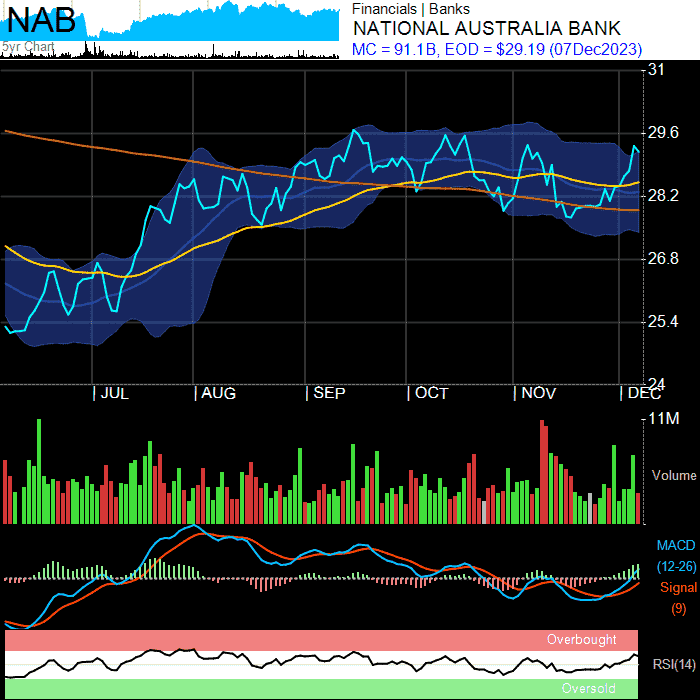 NAB
5yr Chart
Financials | Banks
NATIONAL AUSTRALIA BANK
MC = 91.1B, EOD = $29.19 (07Dec2023)
31
29.6
28.2
26.8
25.4
24
| JUL | AUG | SEP | OCT | NOV | DEC
11M
Volume
MACD
(12-26)
Signal
(9)
Overbought
RSI(14)
Oversold